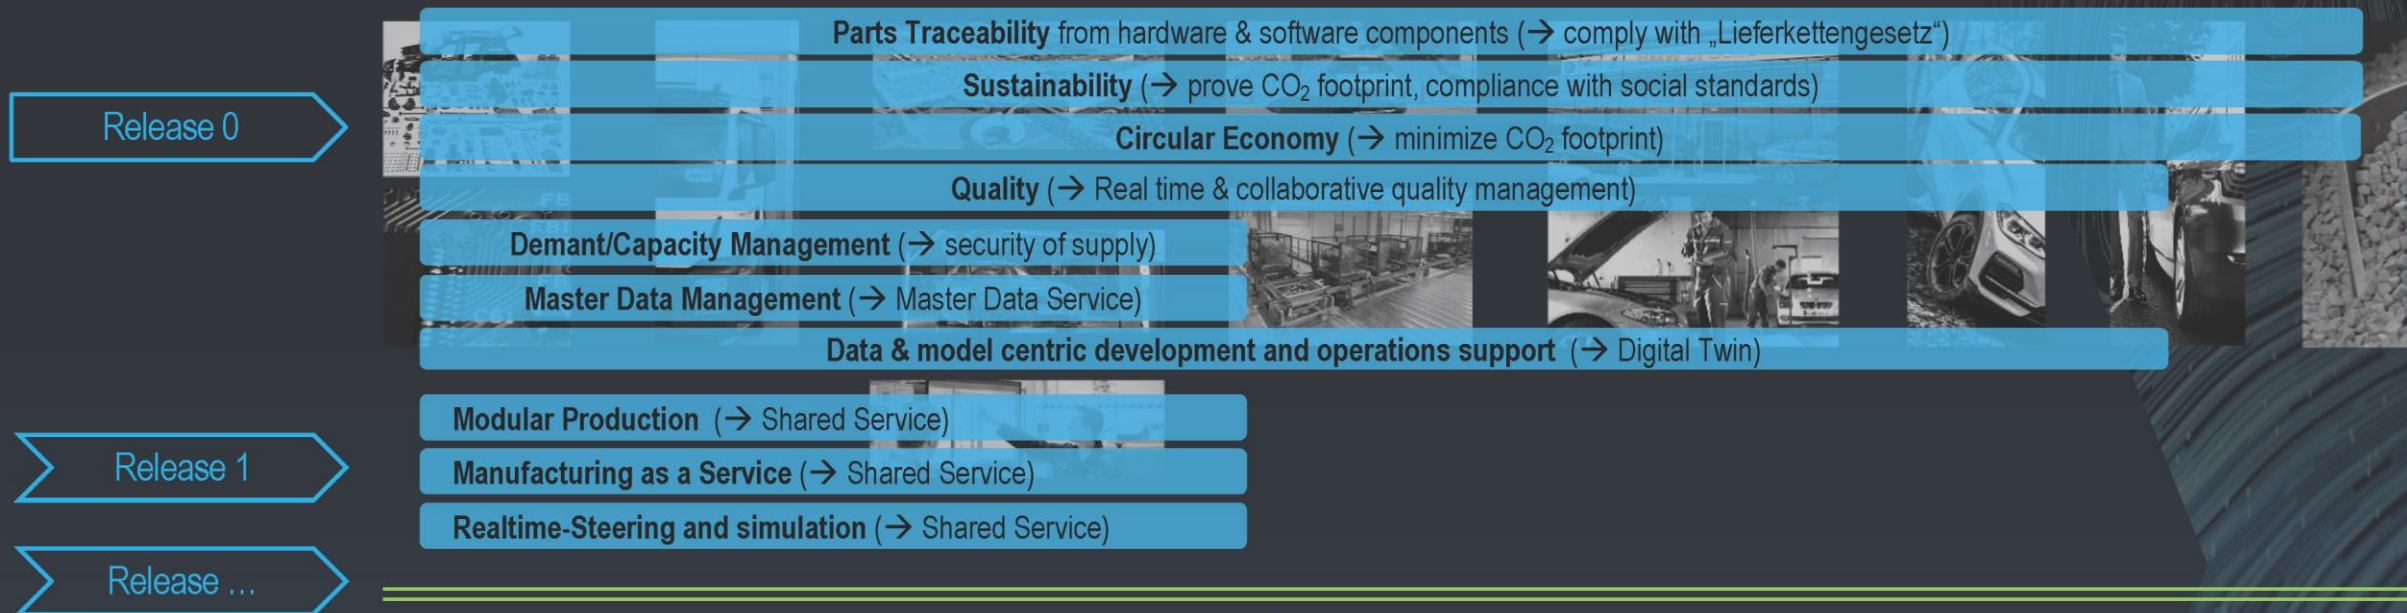 Parts Traceability from hardware & software components (→ comply with „Lieferkettengesetz“)
Sustainability (→ prove CO₂ footprint, compliance with social standards)
Release 0
Circular Economy (→ minimize CO₂ footprint)
Quality (→ Real time & collaborative quality management)
Demant/Capacity Management (→ security of supply)
Master Data Management (→ Master Data Service)
Data & model centric development and operations support (→ Digital Twin)
Modular Production (→ Shared Service)
Release 1
Manufacturing as a Service (→ Shared Service)
Realtime-Steering and simulation (→ Shared Service)
Release ...